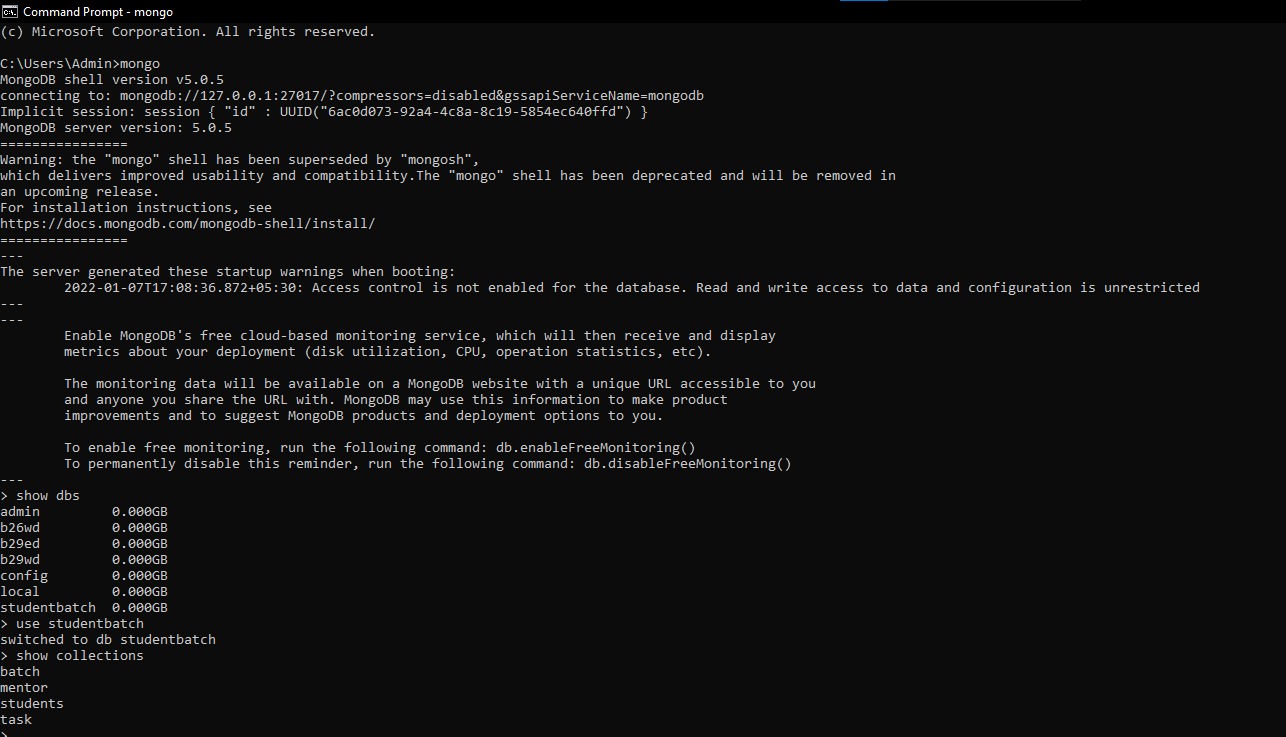 Command Prompt - mongo
(c) Microsoft Corporation. All rights reserved.
C:\Users\Admin>mongo
MongoDB shell version v5.0.5
connecting to: mongodb://127.0.0.1:27017/?compressors=disabled&gssapiServiceName=mongodb
Implicit session: session { "id" : UUID("6ac0d073-92a4-4c8a-8c19-5854ec640ffd") }
MongoDB server version: 5.0.5
================
Warning: the "mongo" shell has been superseded by "mongosh",
which delivers improved usability and compatibility.The "mongo" shell has been deprecated and will be removed in
an upcoming release.
For installation instructions, see
https://docs.mongodb.com/mongodb-shell/install/
================
---
The server generated these startup warnings when booting:
        2022-01-07T17:08:36.872+05:30: Access control is not enabled for the database. Read and write access to data and configuration is unrestricted
---
---
        Enable MongoDB's free cloud-based monitoring service, which will then receive and display
        metrics about your deployment (disk utilization, CPU, operation statistics, etc).
        The monitoring data will be available on a MongoDB website with a unique URL accessible to you
        and anyone you share the URL with. MongoDB may use this information to make product
        improvements and to suggest MongoDB products and deployment options to you.
        To enable free monitoring, run the following command: db.enableFreeMonitoring()
        To permanently disable this reminder, run the following command: db.disableFreeMonitoring()
---
> show dbs
admin         0.000GB
b26wd         0.000GB
b29ed         0.000GB
b29wd         0.000GB
config        0.000GB
local         0.000GB
studentbatch  0.000GB
> use studentbatch
switched to db studentbatch
> show collections
batch
mentor
students
task
>